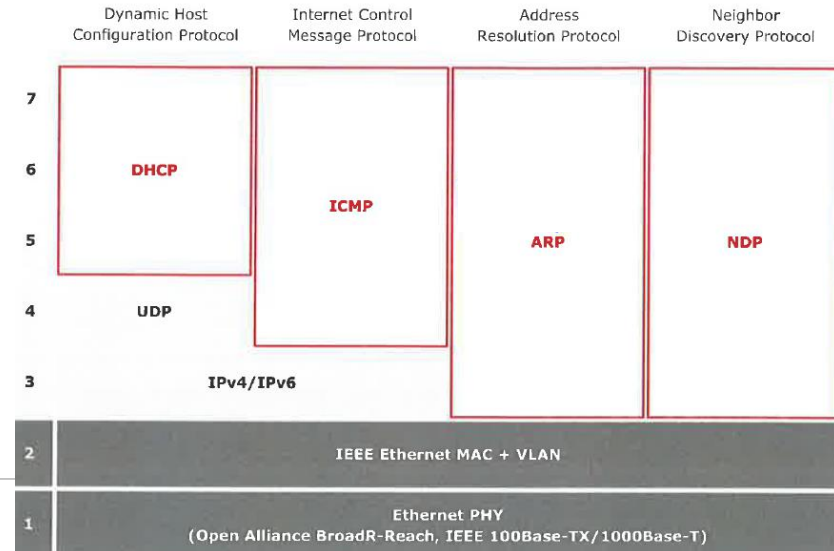 Dynamic Host
Configuration Protocol
Internet Control
Message Protocol
Address
Resolution Protocol
Neighbor
Discovery Protocol
7
6
5
4
3
2
1
DHCP
ICMP
ARP
NDP
UDP
IPv4/IPv6
IEEE Ethernet MAC + VLAN
Ethernet PHY
(Open Alliance BroadR-Reach, IEEE 100Base-TX/1000Base-T)